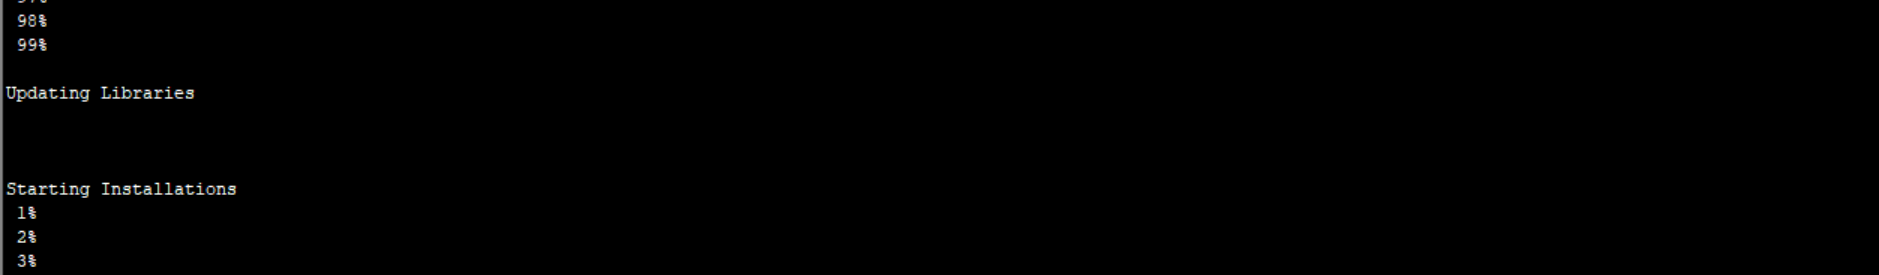 98%
99%
Updating Libraries
Starting Installations
1%
2%
3%